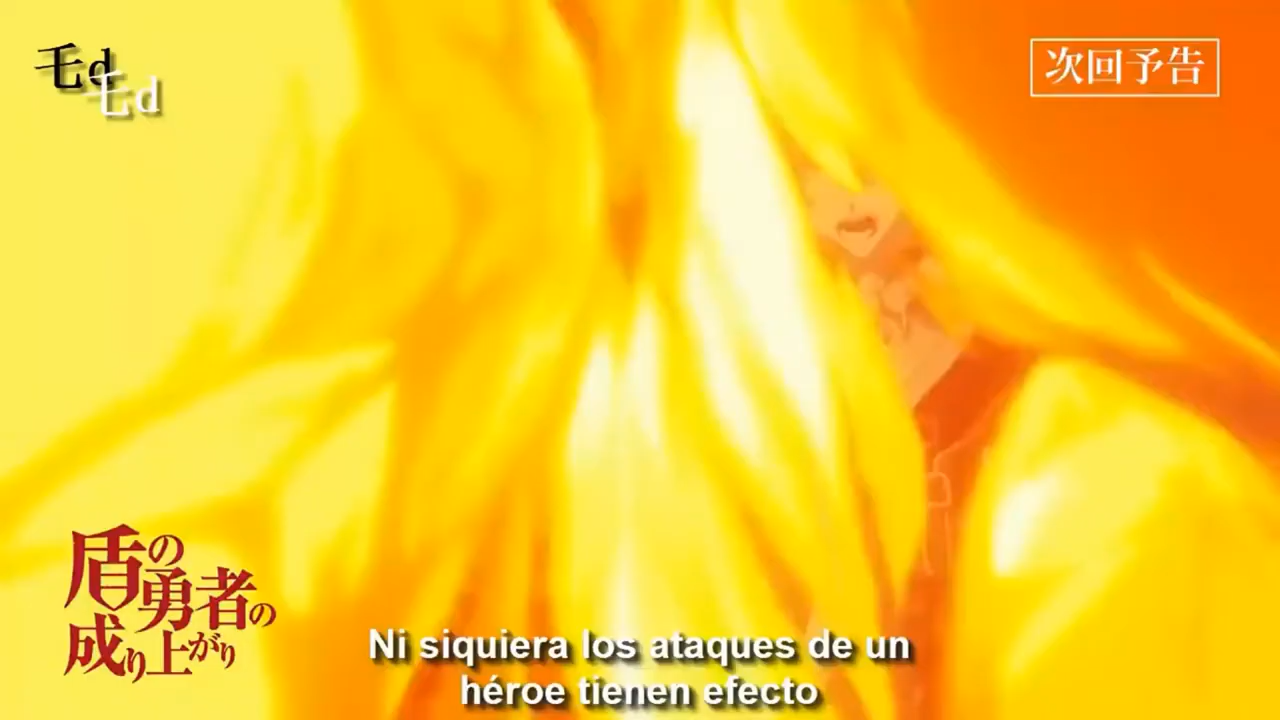 毛d
毛d
次回予告
盾の
勇者の
成り上がり
Ni siquiera los ataques de un
héroe tienen efecto